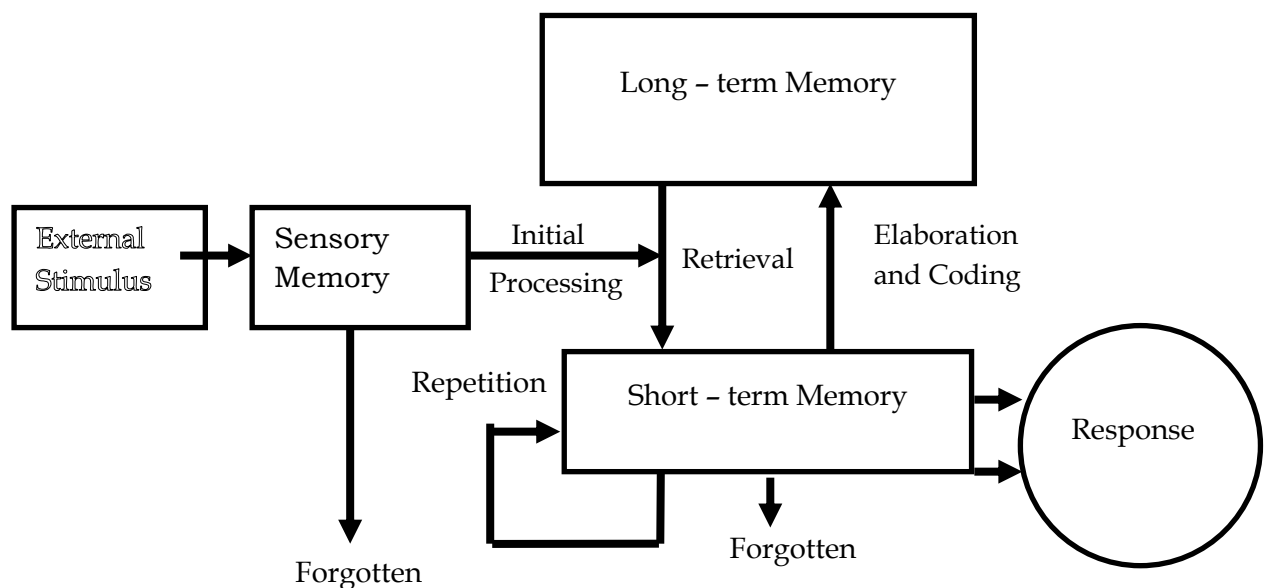 Long – term Memory
External
Stimulus
Sensory
Memory
Initial
Processing
Retrieval
Elaboration
and Coding
Repetition
Short – term Memory
Response
Forgotten
Forgotten